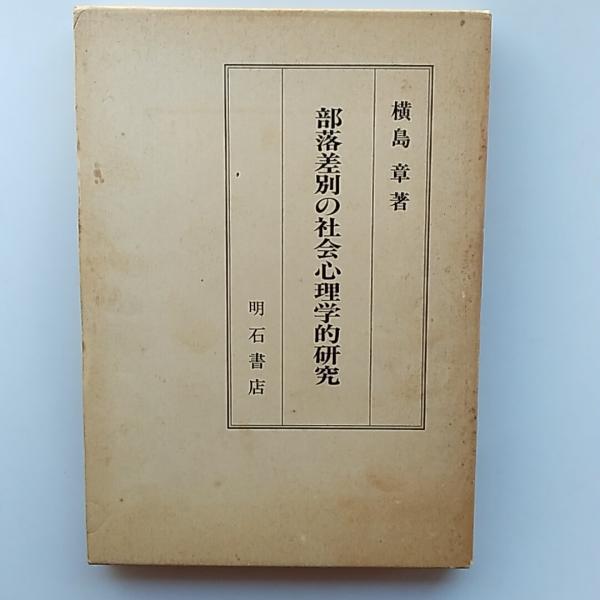 横島 章著
部落差別の社会心理学的研究
明石書店